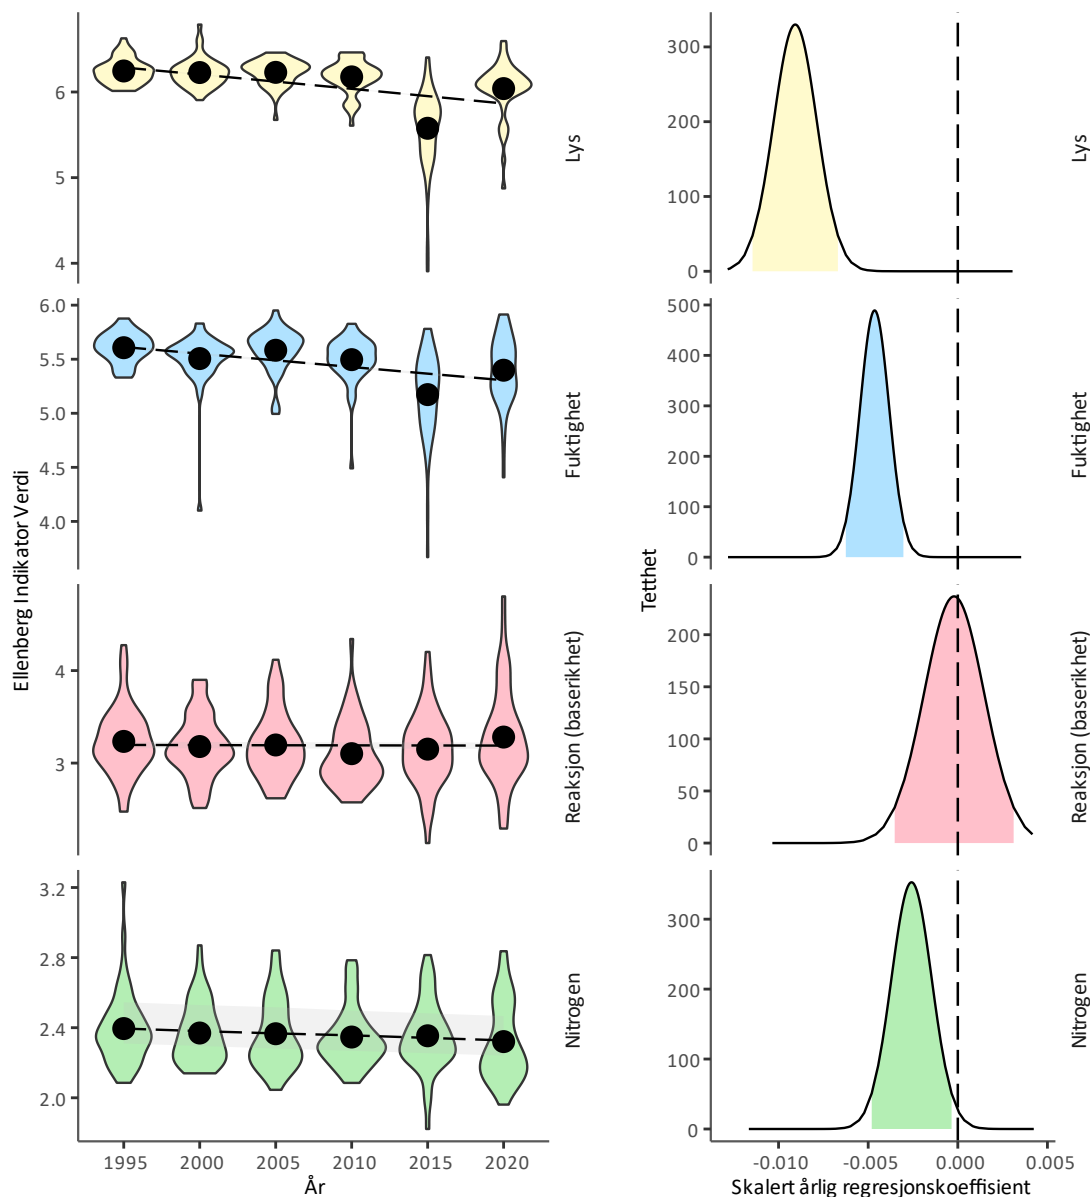 Ellenberg Indikator Verdi
6
5
4
Lys
6.0
5.5
5.0
4.5
4.0
Fuktighet
4
3
Reaksjon (baserikhet)
3.2
2.8
2.4
2.0
Nitrogen
1995 2000 2005 2010 2015 2020
År
Tetthet
300
200
100
0
Lys
500
400
300
200
100
0
Fuktighet
200
150
100
50
0
Reaksjon (baserikhet)
300
200
100
0
Nitrogen
-0.010 -0.005 0.000 0.005
Skalert årlig regresjonskoeffisient